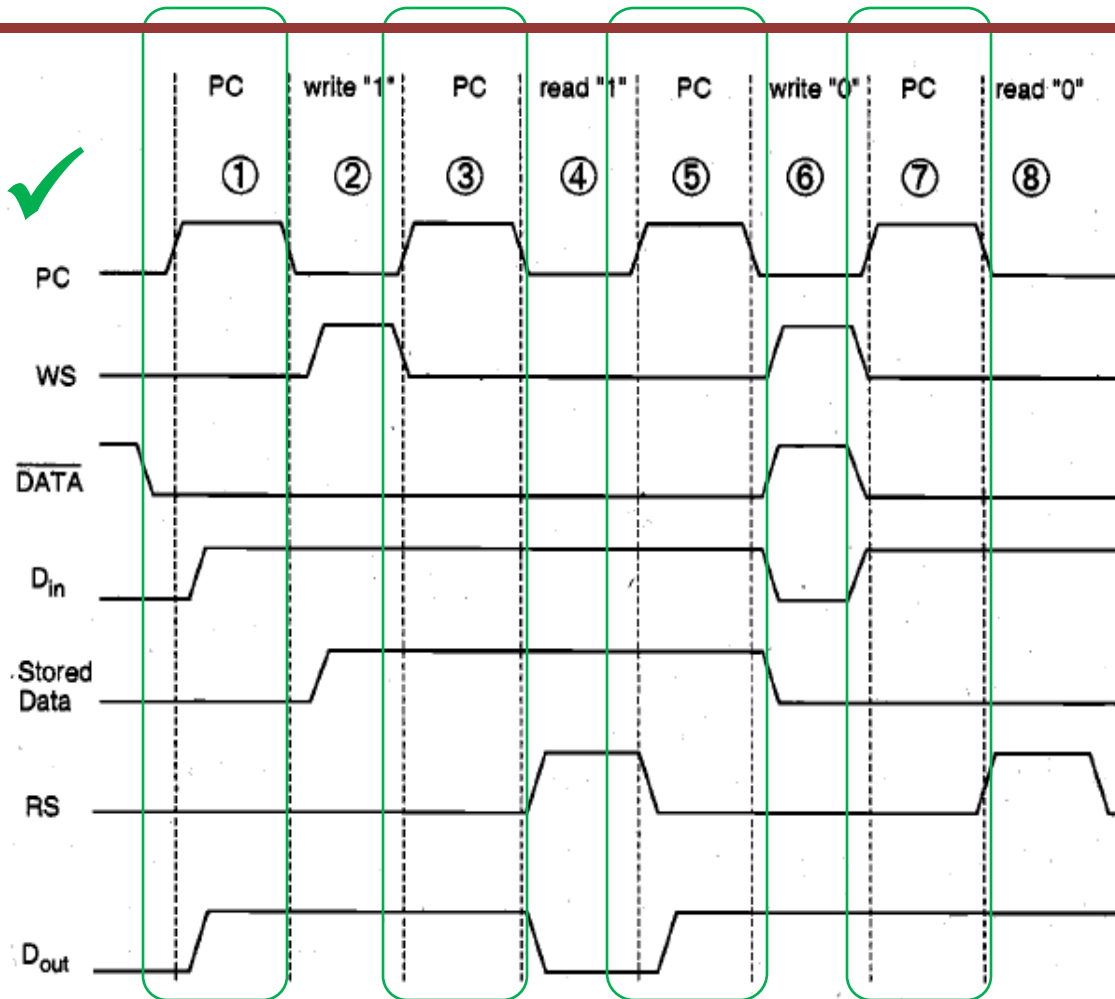 PC write "1" PC read "1" PC write "0" PC read "0"
① ② ③ ④ ⑤ ⑥ ⑦ ⑧
PC
WS
D̅A̅T̅A̅
Din
Stored
Data
RS
Dout